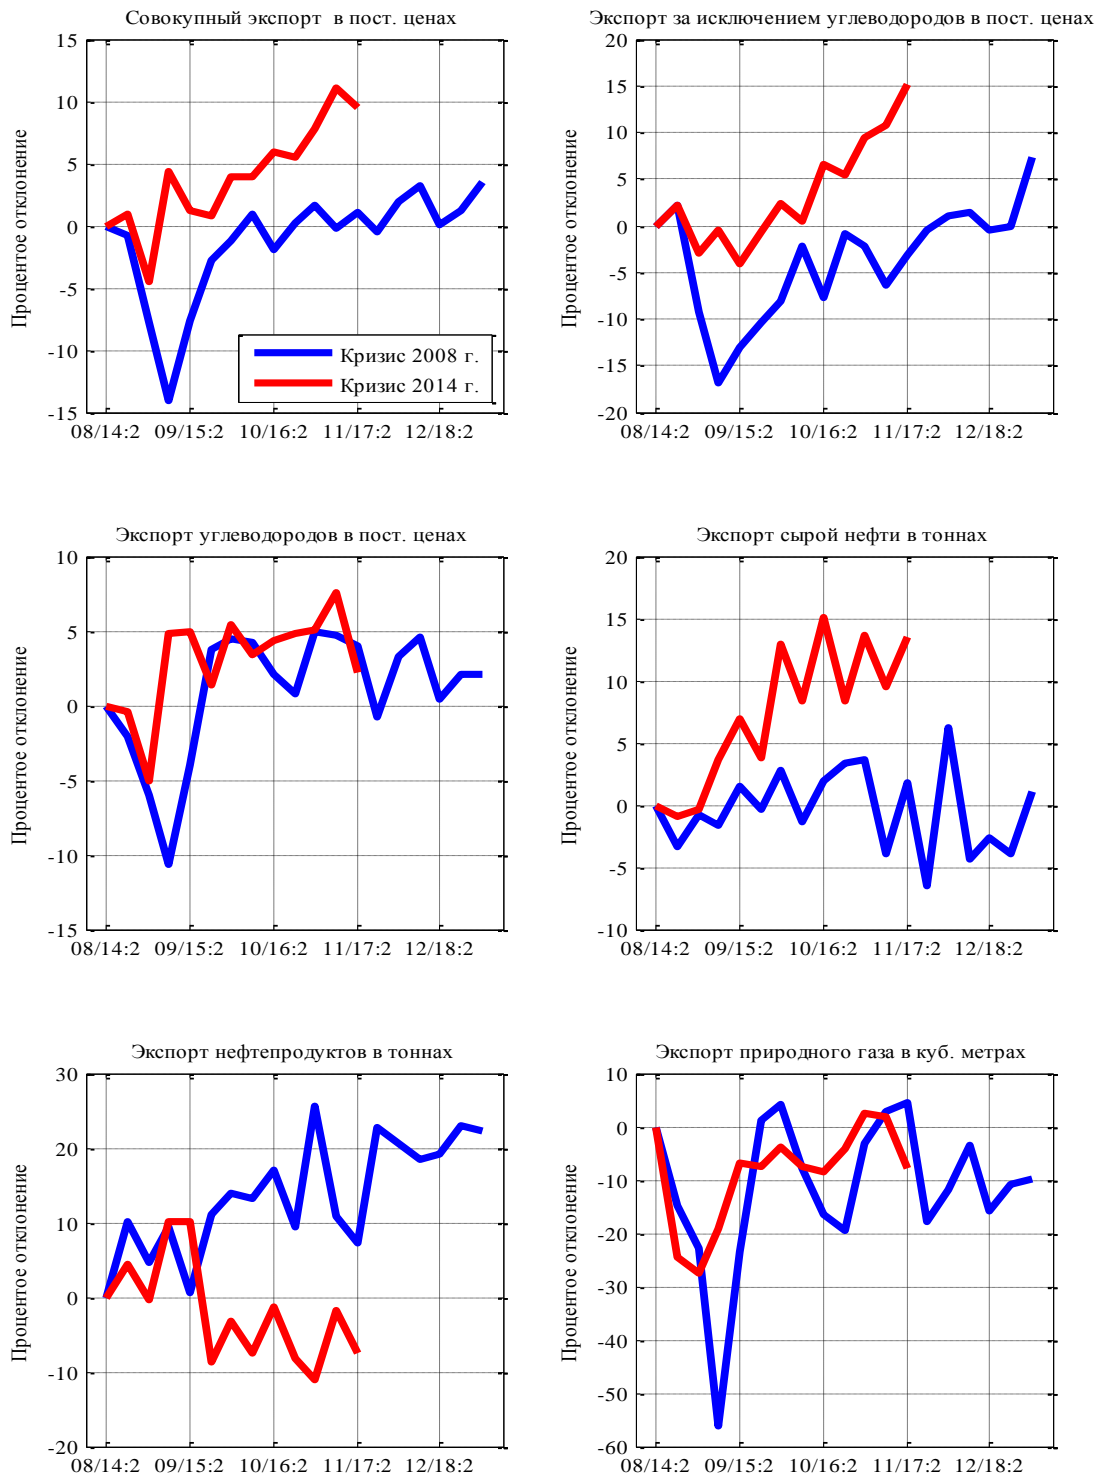 Совокупный экспорт в пост. ценах
Процентое отклонение
15
10
5
0
-5
-10
-15
08/14:2 09/15:2 10/16:2 11/17:2 12/18:2
Кризис 2008 г.
Кризис 2014 г.
Экспорт за исключением углеводородов в пост. ценах
Процентое отклонение
20
15
10
5
0
-5
-10
-15
-20
08/14:2 09/15:2 10/16:2 11/17:2 12/18:2
Экспорт углеводородов в пост. ценах
Процентое отклонение
10
5
0
-5
-10
-15
08/14:2 09/15:2 10/16:2 11/17:2 12/18:2
Экспорт сырой нефти в тоннах
Процентое отклонение
20
15
10
5
0
-5
-10
08/14:2 09/15:2 10/16:2 11/17:2 12/18:2
Экспорт нефтепродуктов в тоннах
Процентое отклонение
30
20
10
0
-10
-20
08/14:2 09/15:2 10/16:2 11/17:2 12/18:2
Экспорт природного газа в куб. метрах
Процентое отклонение
10
0
-10
-20
-30
-40
-50
-60
08/14:2 09/15:2 10/16:2 11/17:2 12/18:2